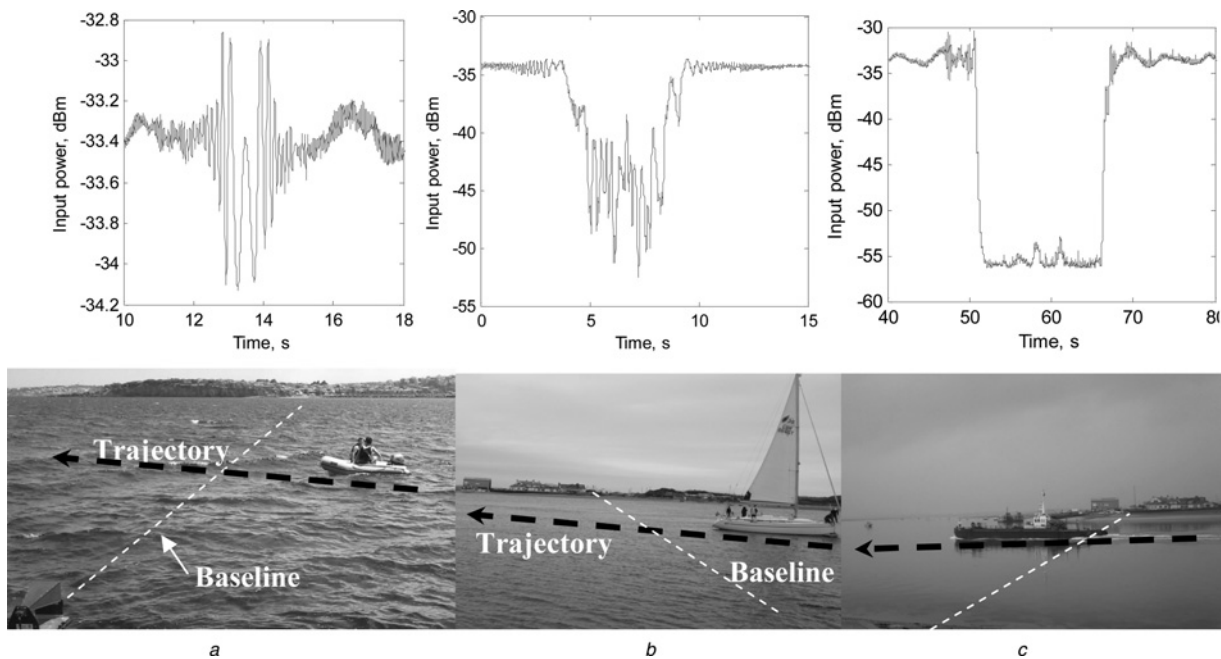 -32.8
-33
-33.2
-33.4
-33.6
-33.8
-34
-34.2
10 12 14 16 18
Input power, dBm
Time, s
-30
-35
-40
-45
-50
-55
0 5 10 15
Input power, dBm
Time, s
-30
-35
-40
-45
-50
-55
-60
40 50 60 70 80
Input power, dBm
Time, s
Trajectory
Baseline
Trajectory
Baseline
a
b
c